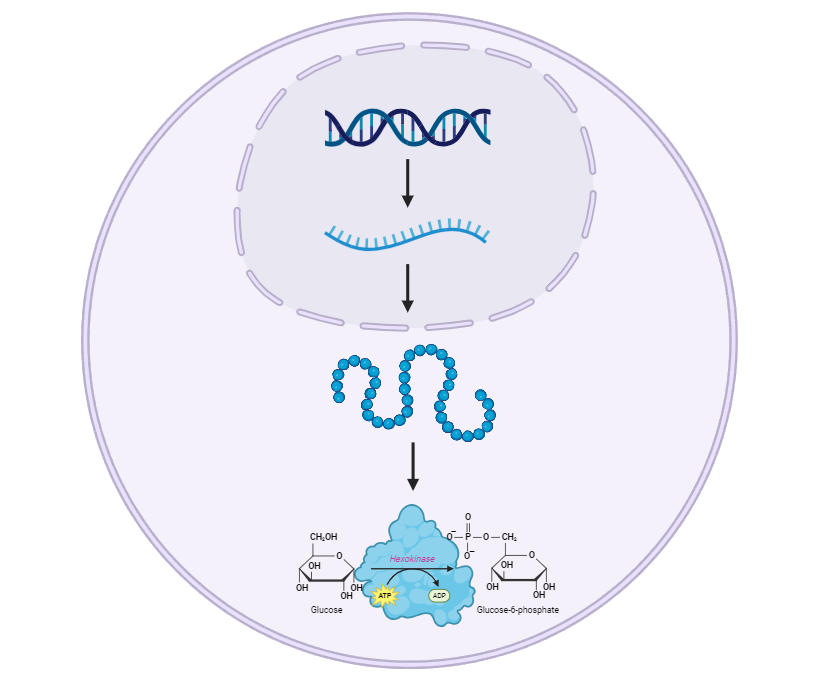 O
CH₂OH
O⁻
P
O
CH₂
O
OH
OH
OH
OH
Glucose
Hexokinase
ATP
ADP
O⁻
O
OH
OH
OH
OH
Glucose-6-phosphate